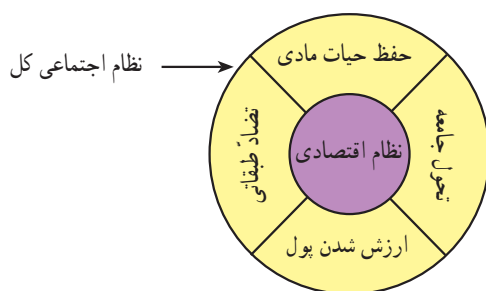 حفظ حیات مادی
نظام اجتماعی کل
تحول جامعه
نظام اقتصادی
تضادّ طبقاتی
ارزش شدن پول